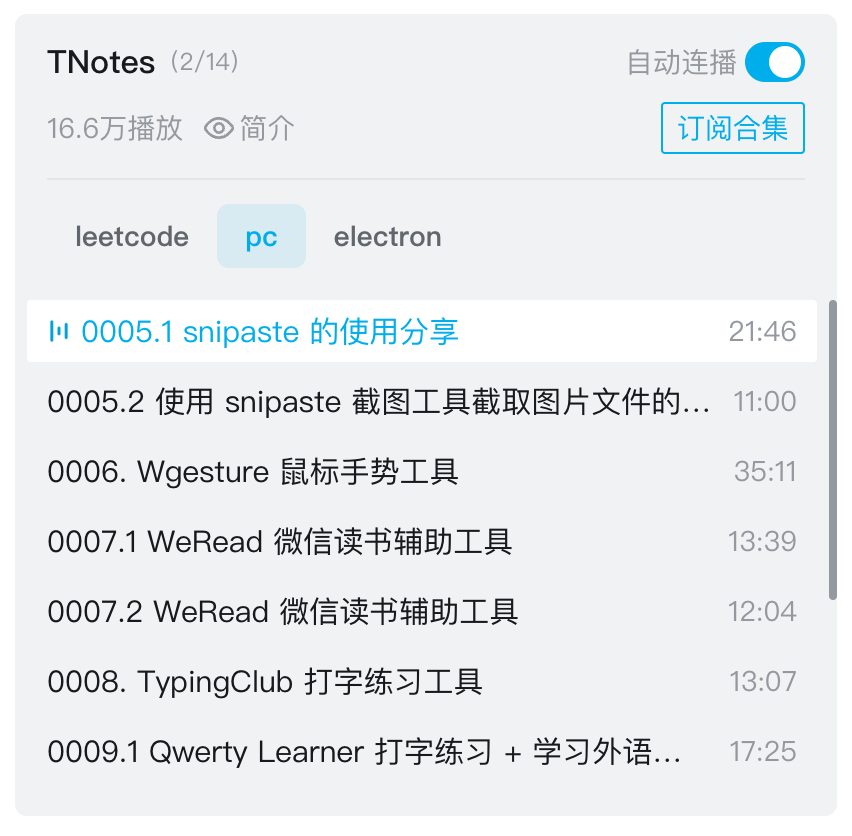 TNotes (2/14) 自动连播
16.6万播放 简介 订阅合集
leetcode pc electron
0005.1 snipaste 的使用分享 21:46
0005.2 使用 snipaste 截图工具截取图片文件的... 11:00
0006. Wgesture 鼠标手势工具 35:11
0007.1 WeRead 微信读书辅助工具 13:39
0007.2 WeRead 微信读书辅助工具 12:04
0008. TypingClub 打字练习工具 13:07
0009.1 Qwerty Learner 打字练习 + 学习外语... 17:25